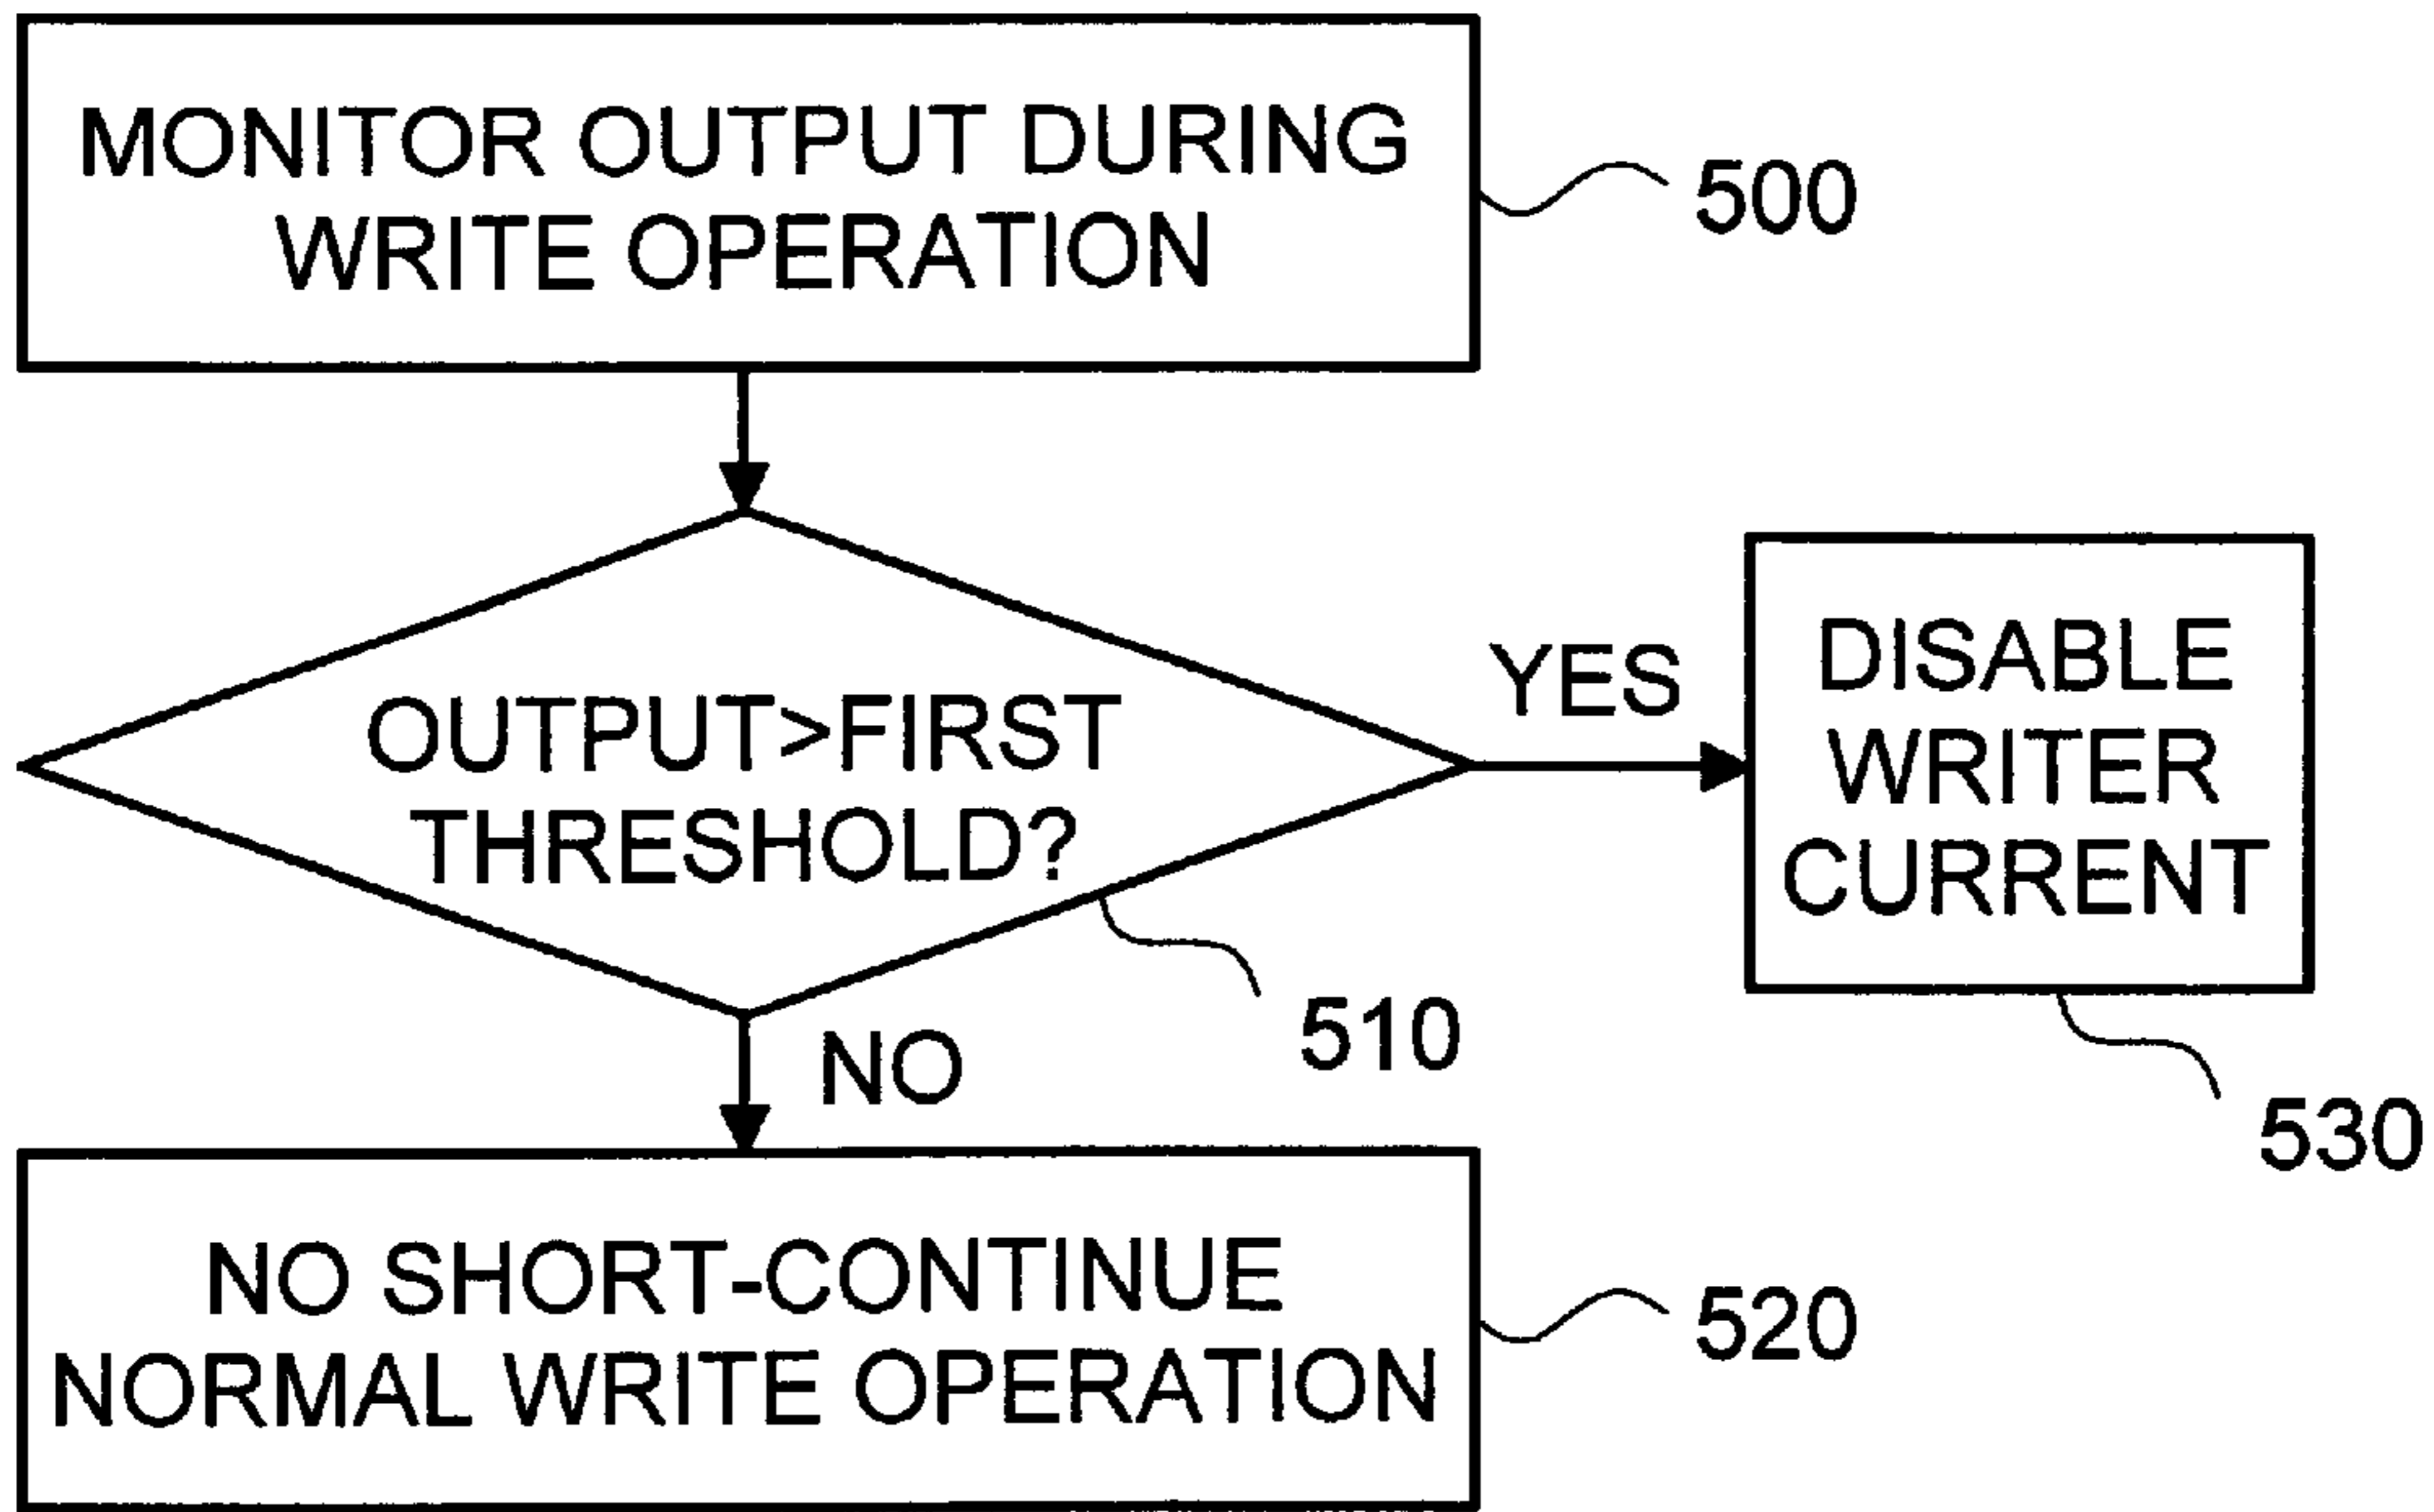 MONITOR OUTPUT DURING
WRITE OPERATION
500
OUTPUT>FIRST
THRESHOLD?
510
YES
DISABLE
WRITER
CURRENT
530
NO
NO SHORT-CONTINUE
NORMAL WRITE OPERATION
520